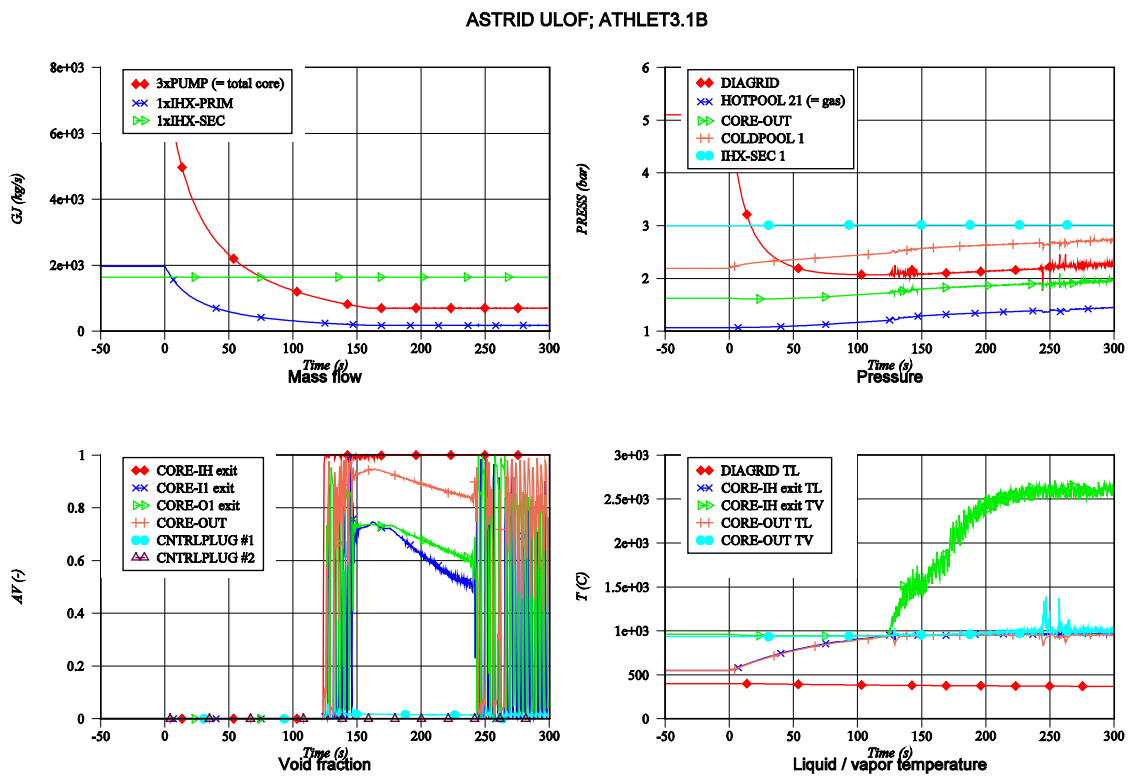 ASTRID ULOF; ATHLET3.1B
8e+03
6e+03
4e+03
2e+03
0
GJ (kg/s)
3xPUMP (= total core)
1xIHX-PRIM
1xIHX-SEC
-50 0 50 100 150 200 250 300
Time (s)
Mass flow
6
5
4
3
2
1
PRESS (bar)
DIAGRID
HOTPOOL 21 (= gas)
CORE-OUT
COLDPOOL 1
IHX-SEC 1
-50 0 50 100 150 200 250 300
Time (s)
Pressure
1
0.8
0.6
0.4
0.2
0
AV (-)
CORE-IH exit
CORE-I1 exit
CORE-O1 exit
CORE-OUT
CNTRLPLUG #1
CNTRLPLUG #2
-50 0 50 100 150 200 250 300
Time (s)
Void fraction
3e+03
2.5e+03
2e+03
1.5e+03
1e+03
500
0
T (C)
DIAGRID TL
CORE-IH exit TL
CORE-IH exit TV
CORE-OUT TL
CORE-OUT TV
-50 0 50 100 150 200 250 300
Time (s)
Liquid / vapor temperature